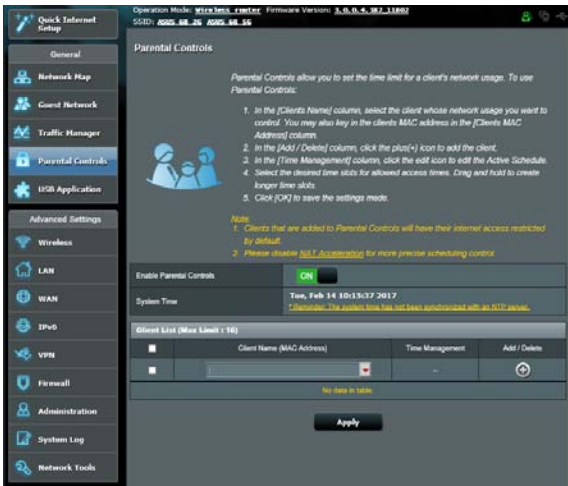 Quick Internet
Setup
Operation Mode: Wireless router Firmware Version: 3.0.0.4.382_11802
SSID: ASUS_68_2G ASUS_68_5G
General
Network Map
Guest Network
Traffic Manager
Parental Controls
USB Application
Advanced Settings
Wireless
LAN
WAN
IPv6
VPN
Firewall
Administration
System Log
Network Tools
Parental Controls
Parental Controls allow you to set the time limit for a client's network usage. To use
Parental Controls:
1. In the [Clients Name] column, select the client whose network usage you want to
control. You may also key in the clients MAC address in the [Clients MAC
Address] column.
2. In the [Add / Delete] column, click the plus(+) icon to add the client.
3. In the [Time Management] column, click the edit icon to edit the Active Schedule.
4. Select the desired time slots for allowed access times. Drag and hold to create
longer time slots.
5. Click [OK] to save the settings made.
Note:
1. Clients that are added to Parental Controls will have their internet access restricted
by default.
2. Please disable NAT Acceleration for more precise scheduling control.
Enable Parental Controls ON
System Time Tue, Feb 14 10:13:37 2017
* Reminder: The system time has not been synchronized with an NTP server.
Client List (Max Limit : 16)
Client Name (MAC Address) Time Management Add / Delete
--
No data in table.
Apply